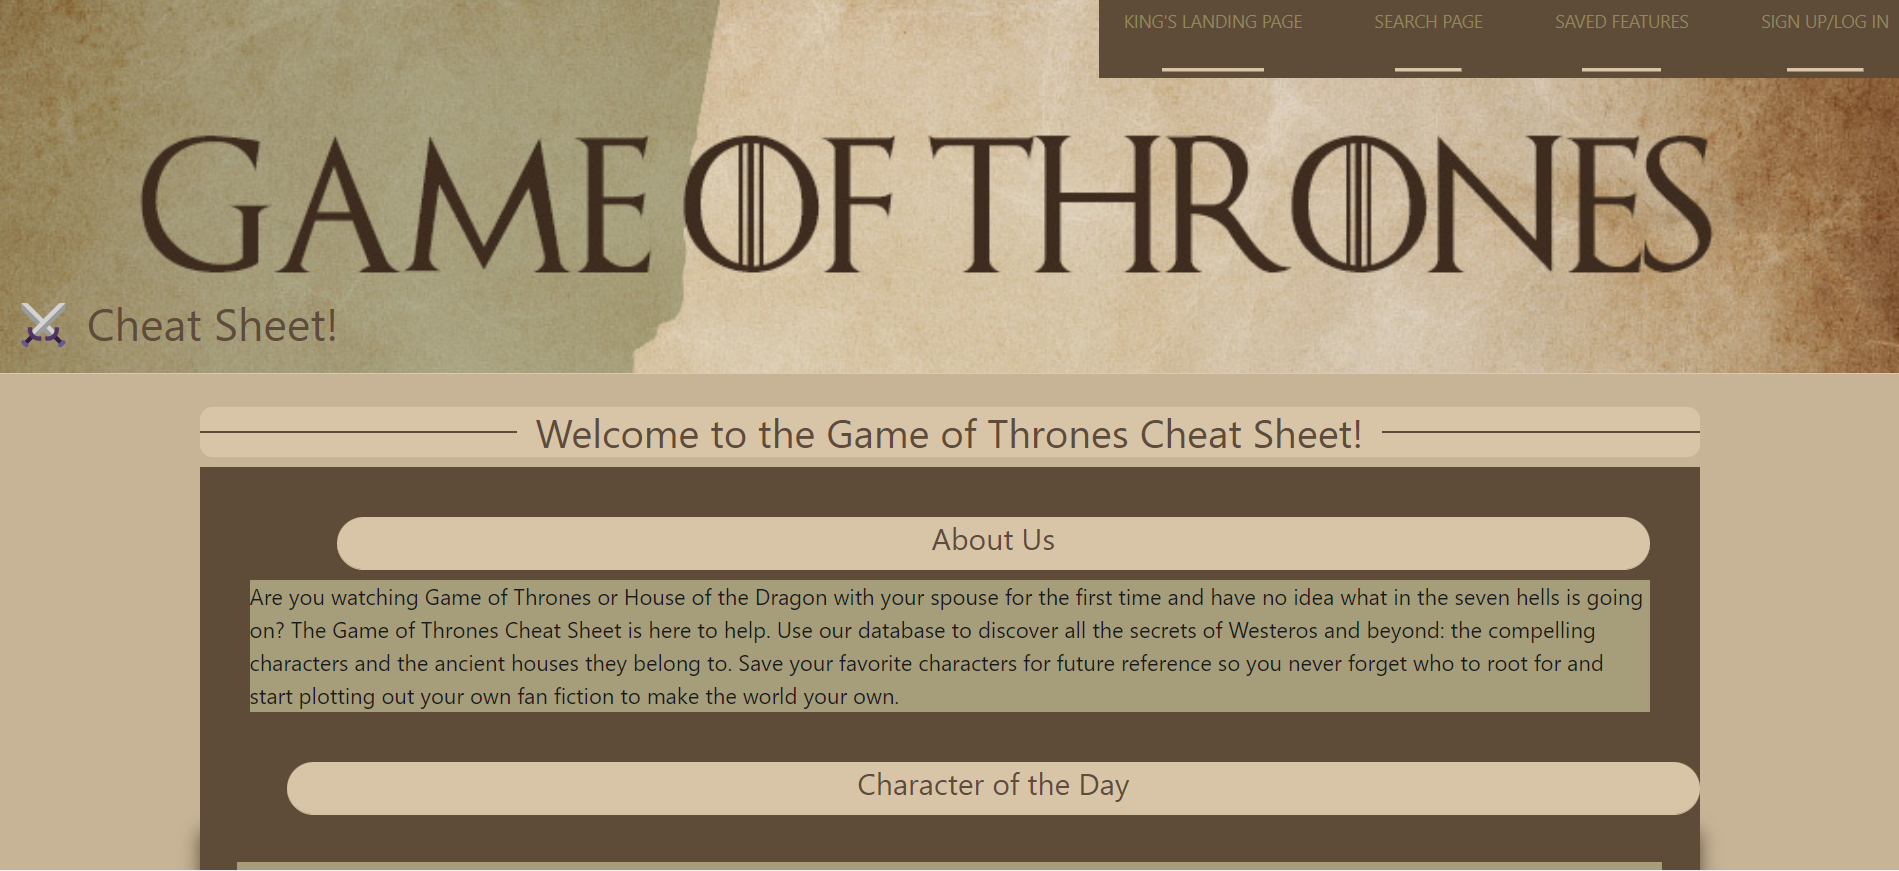 KING'S LANDING PAGE SEARCH PAGE SAVED FEATURES SIGN UP/LOG IN
GAME OF THRONES
Cheat Sheet!
Welcome to the Game of Thrones Cheat Sheet!
About Us
Are you watching Game of Thrones or House of the Dragon with your spouse for the first time and have no idea what in the seven hells is going
on? The Game of Thrones Cheat Sheet is here to help. Use our database to discover all the secrets of Westeros and beyond: the compelling
characters and the ancient houses they belong to. Save your favorite characters for future reference so you never forget who to root for and
start plotting out your own fan fiction to make the world your own.
Character of the Day